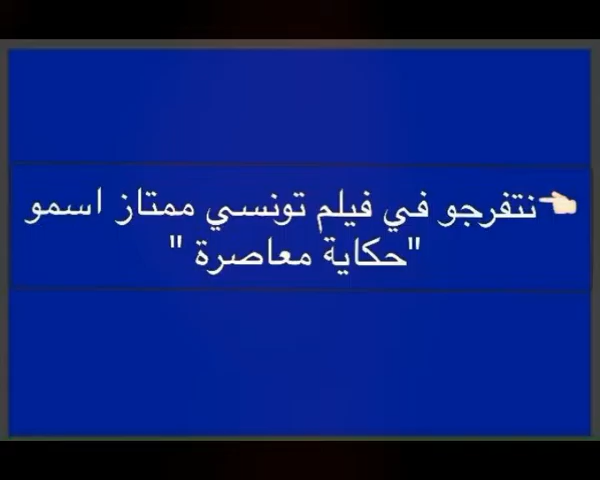 👈🏻نتفرجو في فيلم تونسي ممتاز اسمو
"حكاية معاصرة "